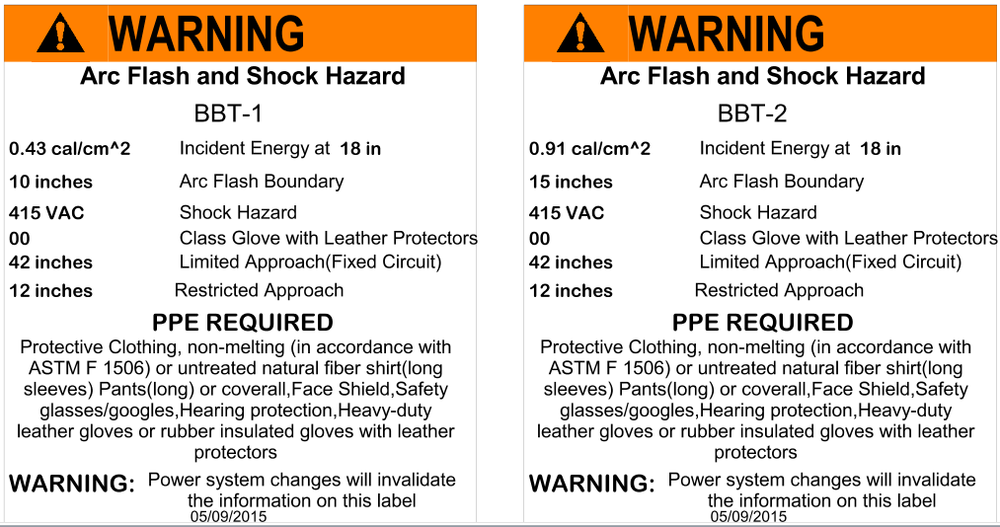 WARNING
Arc Flash and Shock Hazard
BBT-1
0.43 cal/cm^2 Incident Energy at 18 in
10 inches Arc Flash Boundary
415 VAC Shock Hazard
00 Class Glove with Leather Protectors
42 inches Limited Approach(Fixed Circuit)
12 inches Restricted Approach
PPE REQUIRED
Protective Clothing, non-melting (in accordance with
ASTM F 1506) or untreated natural fiber shirt(long
sleeves) Pants(long) or coverall,Face Shield,Safety
glasses/googles,Hearing protection,Heavy-duty
leather gloves or rubber insulated gloves with leather
protectors
WARNING: Power system changes will invalidate
the information on this label
05/09/2015
WARNING
Arc Flash and Shock Hazard
BBT-2
0.91 cal/cm^2 Incident Energy at 18 in
15 inches Arc Flash Boundary
415 VAC Shock Hazard
00 Class Glove with Leather Protectors
42 inches Limited Approach(Fixed Circuit)
12 inches Restricted Approach
PPE REQUIRED
Protective Clothing, non-melting (in accordance with
ASTM F 1506) or untreated natural fiber shirt(long
sleeves) Pants(long) or coverall,Face Shield,Safety
glasses/googles,Hearing protection,Heavy-duty
leather gloves or rubber insulated gloves with leather
protectors
WARNING: Power system changes will invalidate
the information on this label
05/09/2015